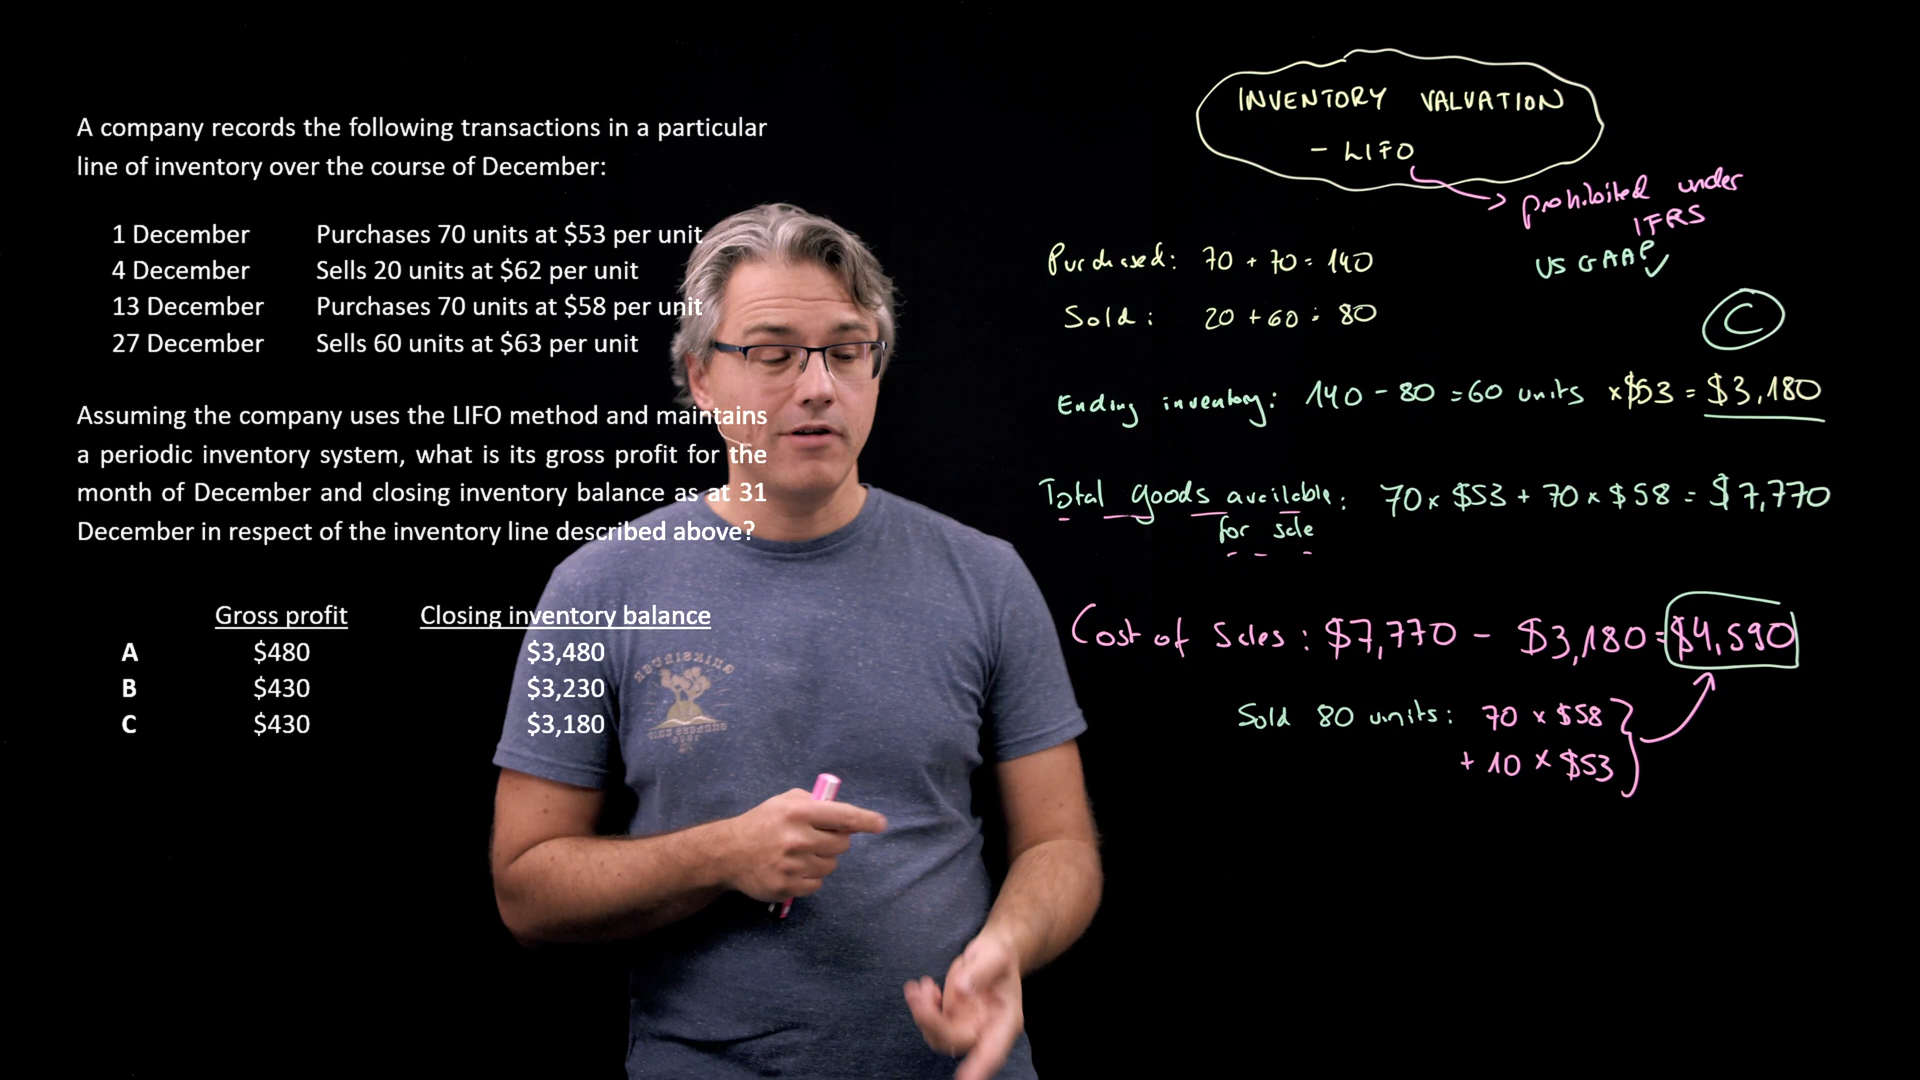 A company records the following transactions in a particular
line of inventory over the course of December:
1 December Purchases 70 units at $53 per unit
4 December Sells 20 units at $62 per unit
13 December Purchases 70 units at $58 per unit
27 December Sells 60 units at $63 per unit
Assuming the company uses the LIFO method and maintains
a periodic inventory system, what is its gross profit for the
month of December and closing inventory balance as at 31
December in respect of the inventory line described above?
Gross profit Closing inventory balance
A $480 $3,480
B $430 $3,230
C $430 $3,180
INVENTORY VALUATION
- LIFO
prohibited under
IFRS
US GAAP ✓
Purchased: 70 + 70 = 140
Sold: 20 + 60 = 80
C
Ending inventory: 140 - 80 = 60 units x $53 = $3,180
Total goods available: 70 x $53 + 70 x $58 = $7,770
for sale
Cost of Sales: $7,770 - $3,180 = $4,590
Sold 80 units: 70 x $58
+ 10 x $53
QUIKSILVER